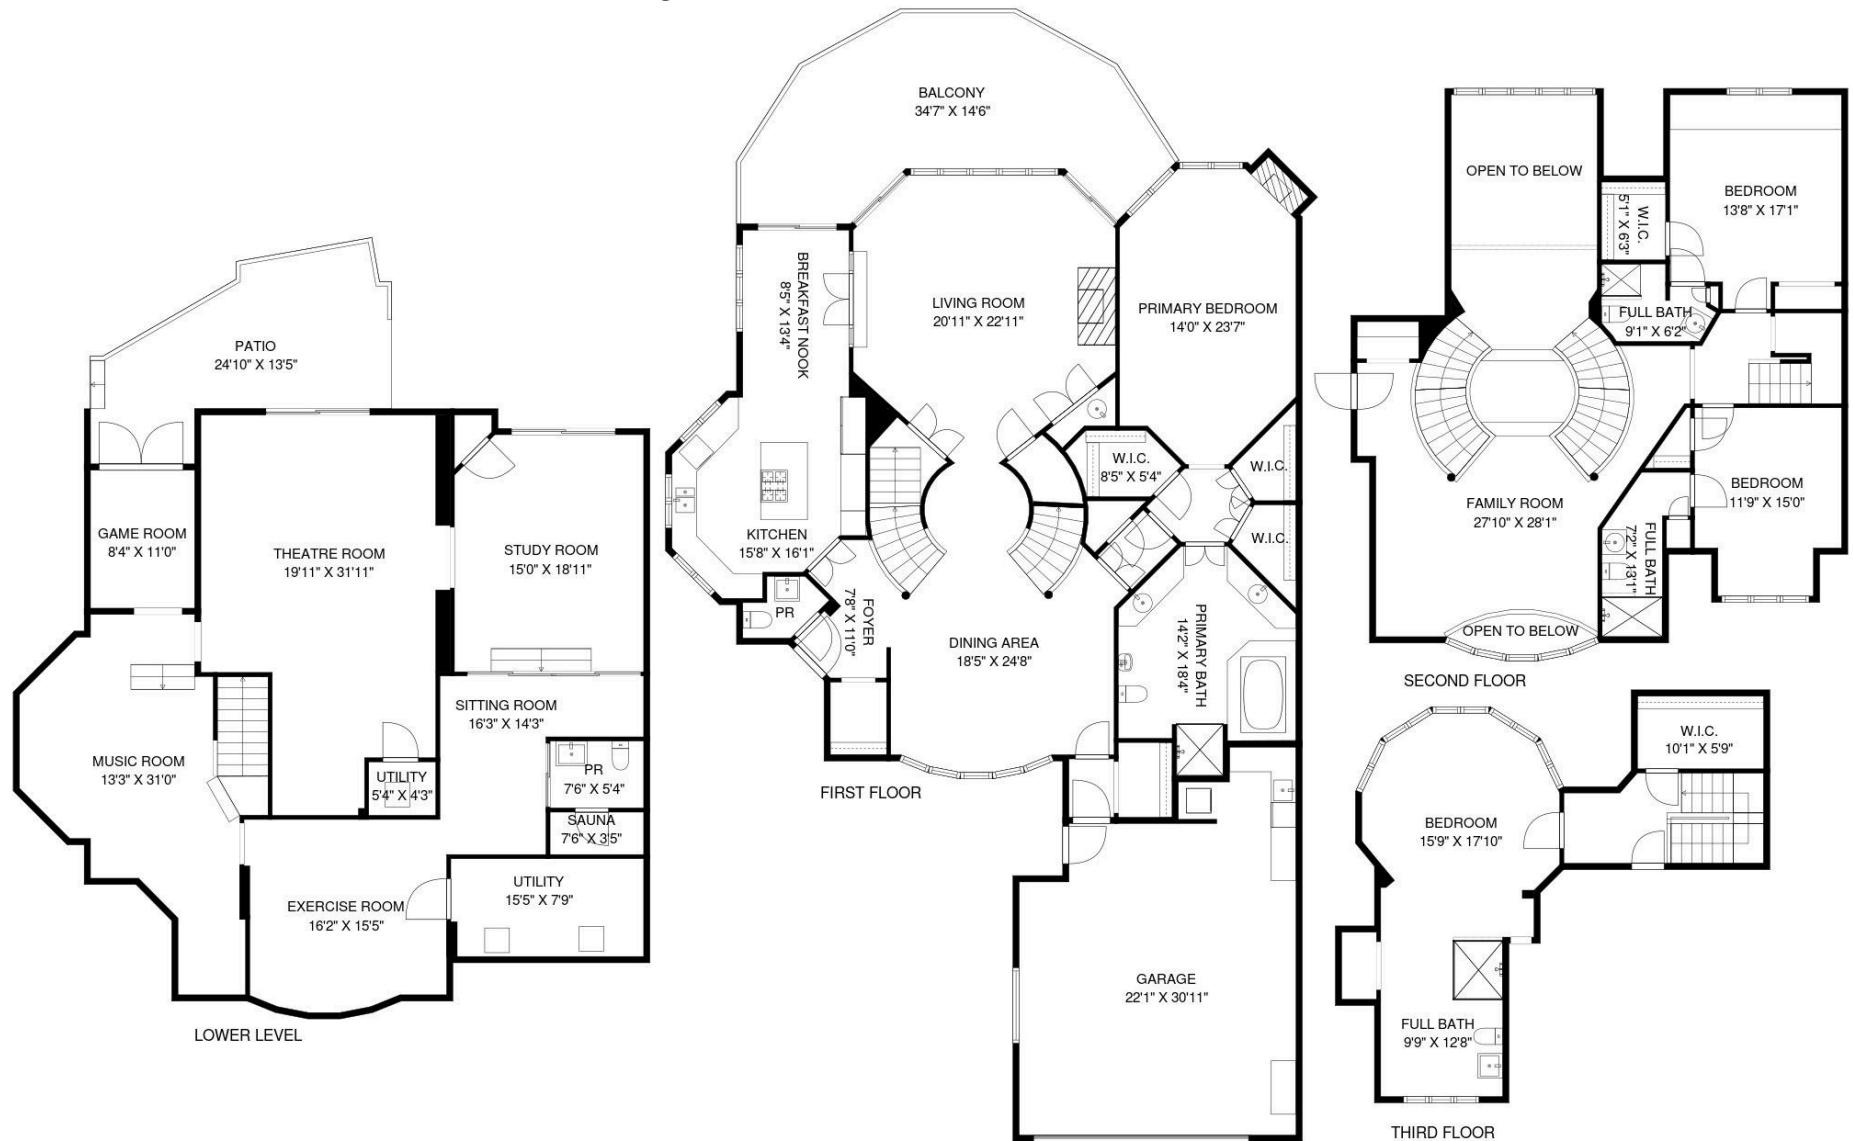 PATIO
24'10" X 13'5"
GAME ROOM
8'4" X 11'0"
THEATRE ROOM
19'11" X 31'11"
STUDY ROOM
15'0" X 18'11"
SITTING ROOM
16'3" X 14'3"
MUSIC ROOM
13'3" X 31'0"
UTILITY
5'4" X 4'3"
PR
7'6" X 5'4"
SAUNA
7'6" X 3'5"
UTILITY
15'5" X 7'9"
EXERCISE ROOM
16'2" X 15'5"
LOWER LEVEL
BALCONY
34'7" X 14'6"
BREAKFAST NOOK
8'5" X 13'4"
LIVING ROOM
20'11" X 22'11"
PRIMARY BEDROOM
14'0" X 23'7"
W.I.C.
8'5" X 5'4"
W.I.C.
W.I.C.
KITCHEN
15'8" X 16'1"
PR
FOYER
7'8" X 11'0"
DINING AREA
18'5" X 24'8"
PRIMARY BATH
14'2" X 18'4"
FIRST FLOOR
GARAGE
22'1" X 30'11"
OPEN TO BELOW
W.I.C.
5'1" X 6'3"
BEDROOM
13'8" X 17'1"
FULL BATH
9'1" X 6'2"
FAMILY ROOM
27'10" X 28'1"
BEDROOM
11'9" X 15'0"
FULL BATH
7'2" X 13'1"
OPEN TO BELOW
SECOND FLOOR
W.I.C.
10'1" X 5'9"
BEDROOM
15'9" X 17'10"
FULL BATH
9'9" X 12'8"
THIRD FLOOR